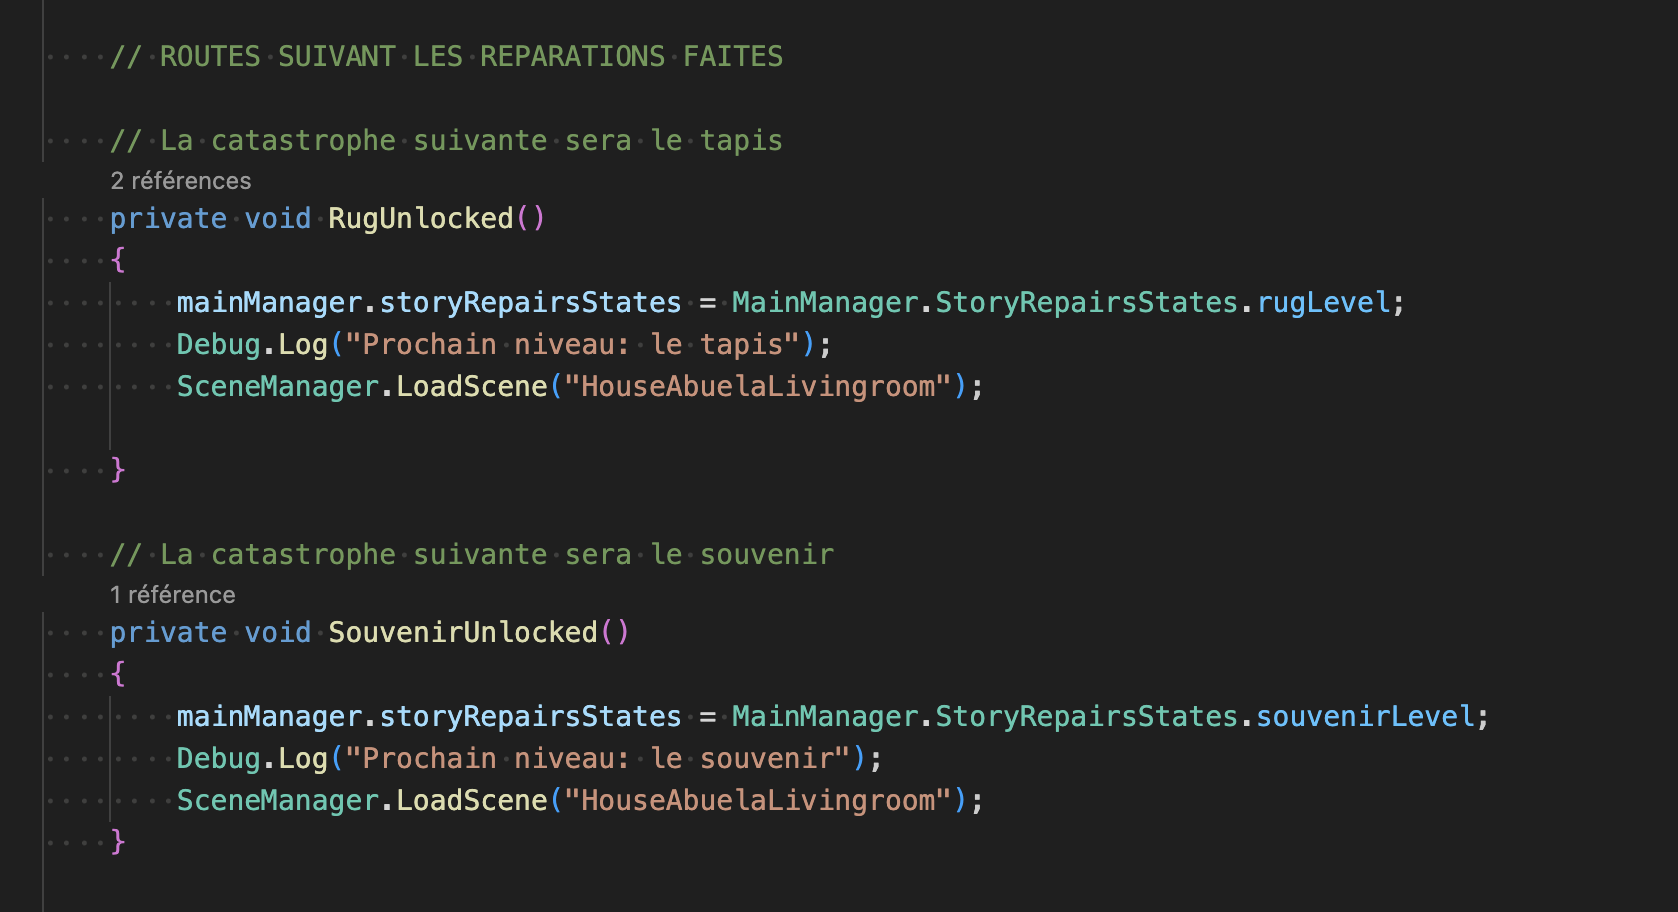 // ROUTES SUIVANT LES REPARATIONS FAITES
// La catastrophe suivante sera le tapis
2 références
private void RugUnlocked()
{
mainManager.storyRepairsStates = MainManager.StoryRepairsStates.rugLevel;
Debug.Log("Prochain niveau: le tapis");
SceneManager.LoadScene("HouseAbuelaLivingroom");
}
// La catastrophe suivante sera le souvenir
1 référence
private void SouvenirUnlocked()
{
mainManager.storyRepairsStates = MainManager.StoryRepairsStates.souvenirLevel;
Debug.Log("Prochain niveau: le souvenir");
SceneManager.LoadScene("HouseAbuelaLivingroom");
}